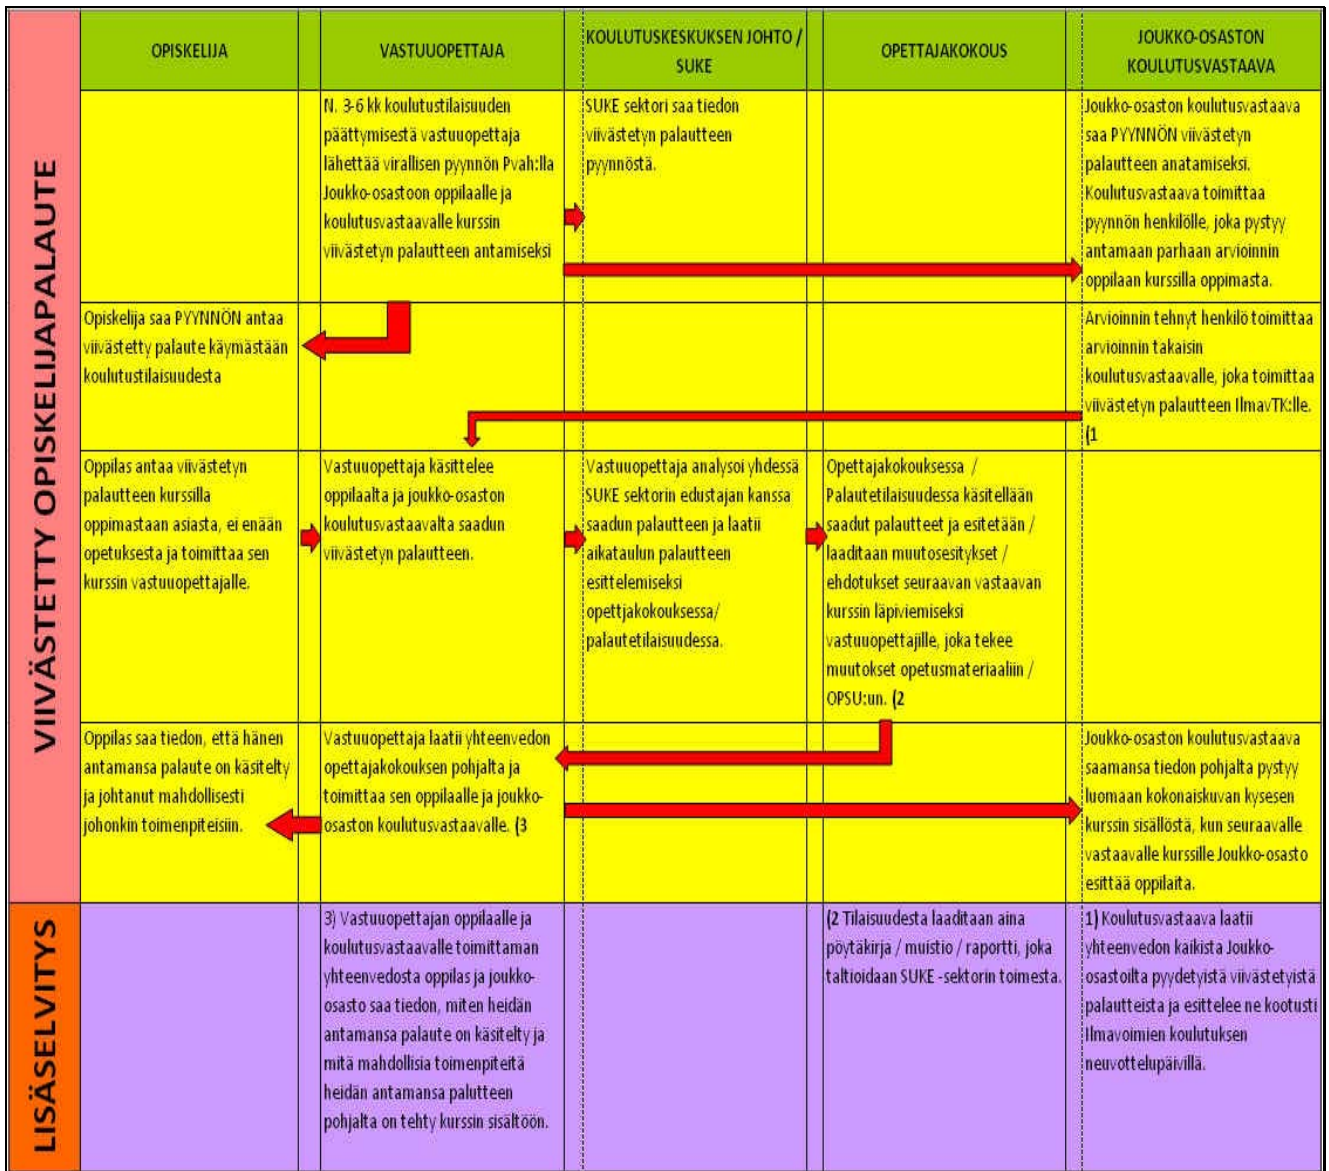 OPISKELIJA
VASTUUOPETTAJA
KOULUTUSKESKUKSEN JOHTO /
SUKE
OPETTAJAKOKOUS
JOUKKO-OSASTON
KOULUTUSVASTAAVA
VIIVÄSTETTY OPISKELIJAPALAUTE
N. 3-6 kk koulutustilaisuuden
päättymisestä vastuuopettaja
lähettää virallisen pyynnön Pvah:lla
Joukko-osastoon oppilaalle ja
koulutusvastaavalle kurssin
viivästetyn palautteen antamiseksi
SUKE sektori saa tiedon
viivästetyn palautteen
pyynnöstä.
Joukko-osaston koulutusvastaava
saa PYYNNÖN viivästetyn
palautteen anatamiseksi.
Koulutusvastaava toimittaa
pyynnön henkilölle, joka pystyy
antamaan parhaan arvioinnin
oppilaan kurssilla oppimasta.
Opiskelija saa PYYNNÖN antaa
viivästetty palaute käymästään
koulutustilaisuudesta
Arvioinnin tehnyt henkilö toimittaa
arvioinnin takaisin
koulutusvastaavalle, joka toimittaa
viivästetyn palautteen IlmavTK:lle.
(1
Oppilas antaa viivästetyn
palautteen kurssilla
oppimastaan asiasta, ei enään
opetuksesta ja toimittaa sen
kurssin vastuuopettajalle.
Vastuuopettaja käsittelee
oppilaalta ja joukko-osaston
koulutusvastaavalta saadun
viivästetyn palautteen.
Vastuuopettaja analysoi yhdessä
SUKE sektorin edustajan kanssa
saadun palautteen ja laatii
aikataulun palautteen
esittelemiseksi
opettjakokouksessa/
palautetilaisuudessa.
Opettajakokouksessa /
Palautetilaisuudessa käsitellään
saadut palautteet ja esitetään /
laaditaan muutosesitykset /
ehdotukset seuraavan vastaavan
kurssin läpiviemiseksi
vastuuopettajille, joka tekee
muutokset opetusmateriaaliin /
OPSU:un. (2
Oppilas saa tiedon, että hänen
antamansa palaute on käsitelty
ja johtanut mahdollisesti
johonkin toimenpiteisiin.
Vastuuopettaja laatii yhteenvedon
opettajakokouksen pohjalta ja
toimittaa sen oppilaalle ja joukko-
osaston koulutusvastaavalle. (3
Joukko-osaston koulutusvastaava
saamansa tiedon pohjalta pystyy
luomaan kokonaiskuvan kysesen
kurssin sisällöstä, kun seuraavalle
vastaavalle kurssille Joukko-osasto
esittää oppilaita.
LISÄSELVITYS
3) Vastuuopettajan oppilaalle ja
koulutusvastaavalle toimittaman
yhteenvedosta oppilas ja joukko-
osasto saa tiedon, miten heidän
antamansa palaute on käsitelty ja
mitä mahdollisia toimenpiteitä
heidän antamansa palutteen
pohjalta on tehty kurssin sisältöön.
(2 Tilaisuudesta laaditaan aina
pöytäkirja / muistio / raportti, joka
taltioidaan SUKE -sektorin toimesta.
1) Koulutusvastaava laatii
yhteenvedon kaikista Joukko-
osastoilta pyydetyistä viivästetyistä
palautteista ja esittelee ne kootusti
Ilmavoimien koulutuksen
neuvottelupäivillä.